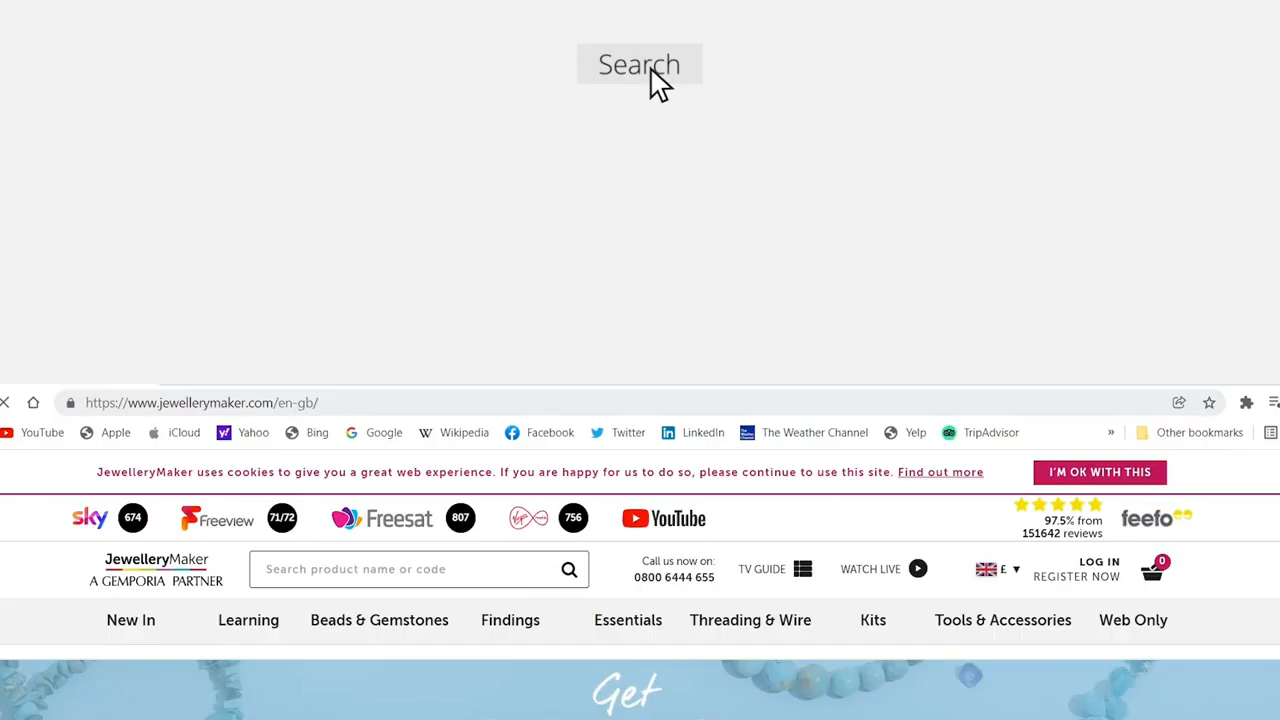 Search
https://www.jewellerymaker.com/en-gb/
YouTube Apple iCloud Yahoo Bing Google Wikipedia Facebook Twitter LinkedIn The Weather Channel Yelp TripAdvisor » Other bookmarks
JewelleryMaker uses cookies to give you a great web experience. If you are happy for us to do so, please continue to use this site. Find out more I'M OK WITH THIS
sky 674 Freeview 71/72 Freesat 807 Virgin media 756 YouTube 97.5% from 151642 reviews feefo
JewelleryMaker
A GEMPORIA PARTNER
Search product name or code
Call us now on:
0800 6444 655
TV GUIDE WATCH LIVE £ LOG IN
REGISTER NOW
0
New In Learning Beads & Gemstones Findings Essentials Threading & Wire Kits Tools & Accessories Web Only
Get